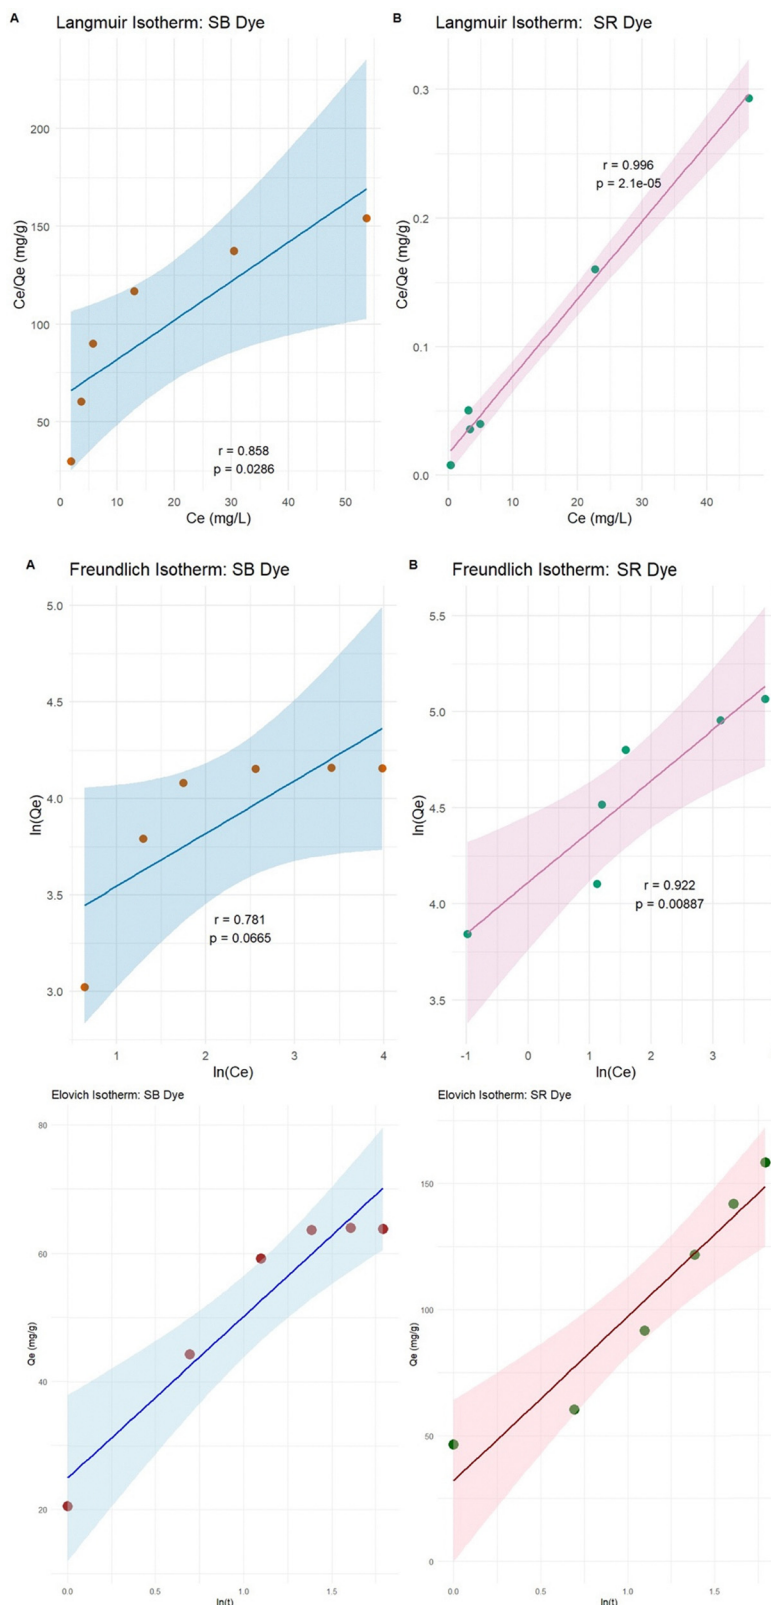 A
Langmuir Isotherm: SB Dye
Ce/Qe (mg/g)
200
150
100
50
r = 0.858
p = 0.0286
0 10 20 30 40 50
Ce (mg/L)
B
Langmuir Isotherm: SR Dye
Ce/Qe (mg/g)
0.3
0.2
0.1
0.0
r = 0.996
p = 2.1e-05
0 10 20 30 40
Ce (mg/L)
A
Freundlich Isotherm: SB Dye
ln(Qe)
5.0
4.5
4.0
3.5
3.0
r = 0.781
p = 0.0665
1 2 3 4
ln(Ce)
B
Freundlich Isotherm: SR Dye
ln(Qe)
5.5
5.0
4.5
4.0
3.5
r = 0.922
p = 0.00887
-1 0 1 2 3
ln(Ce)
Elovich Isotherm: SB Dye
Qe (mg/g)
80
60
40
20
0.0 0.5 1.0 1.5
ln(t)
Elovich Isotherm: SR Dye
Qe (mg/g)
150
100
50
0
0.0 0.5 1.0 1.5
ln(t)